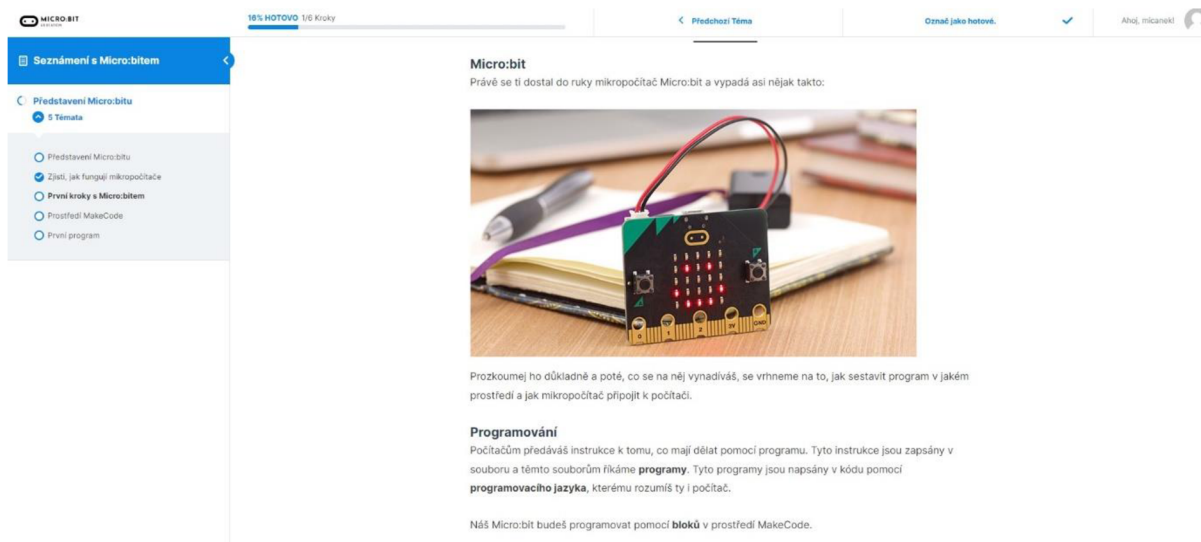 MICRO:BIT
16% HOTOVO 1/6 Kroky
Předchozí Téma
Označ jako hotové.
Ahoj, micanek!
Seznámení s Micro:bitem
Představení Micro:bitu
5 Témata
Představení Micro:bitu
Zjisti, jak fungují mikropočítače
První kroky s Micro:bitem
Prostředí MakeCode
První program
Micro:bit
Právě se ti dostal do ruky mikropočítač Micro:bit a vypadá asi nějak takto:
0 1 2 3V GND
Prozkoumej ho důkladně a poté, co se na něj vynadíváš, se vrhneme na to, jak sestavit program v jakém
prostředí a jak mikropočítač připojit k počítači.
Programování
Počítačům předáváš instrukce k tomu, co mají dělat pomocí programu. Tyto instrukce jsou zapsány v
souboru a těmto souborům říkáme programy. Tyto programy jsou napsány v kódu pomocí
programovacího jazyka, kterému rozumíš ty i počítač.
Náš Micro:bit budeš programovat pomocí bloků v prostředí MakeCode.